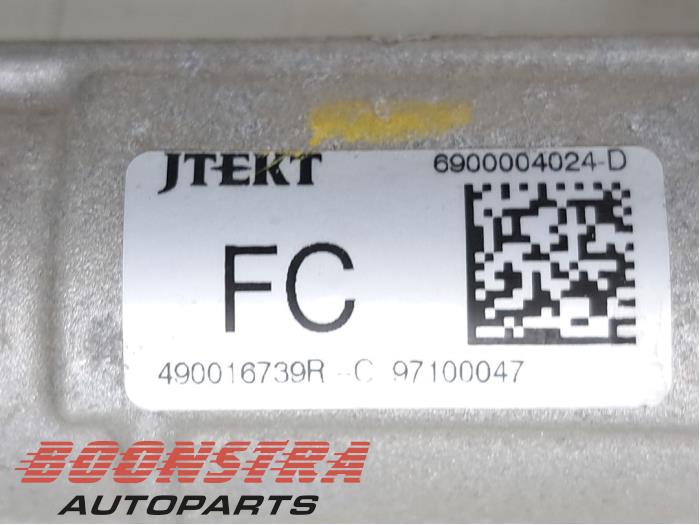 JTEKT
6900004024-D
FC
490016739R --C 97100047
BOONSTRA
AUTOPARTS